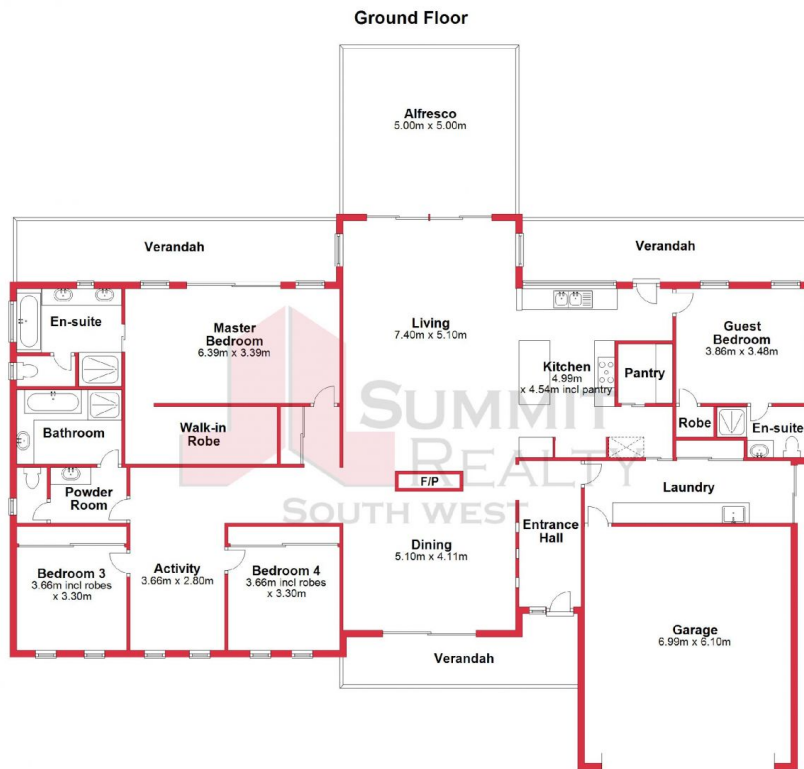 Ground Floor
Alfresco
5.00m x 5.00m
Verandah
Verandah
En-suite
Master
Bedroom
6.39m x 3.39m
Living
7.40m x 5.10m
Guest
Bedroom
3.86m x 3.48m
Kitchen
4.99m
x 4.54m incl pantry
Pantry
Bathroom
Walk-in
Robe
Robe
En-suite
SUMMIT
REALTY
SOUTH WEST
F/P
Powder
Room
Laundry
Entrance
Hall
Dining
5.10m x 4.11m
Bedroom 3
3.66m incl robes
x 3.30m
Activity
3.66m x 2.80m
Bedroom 4
3.66m incl robes
x 3.30m
Garage
6.99m x 6.10m
Verandah